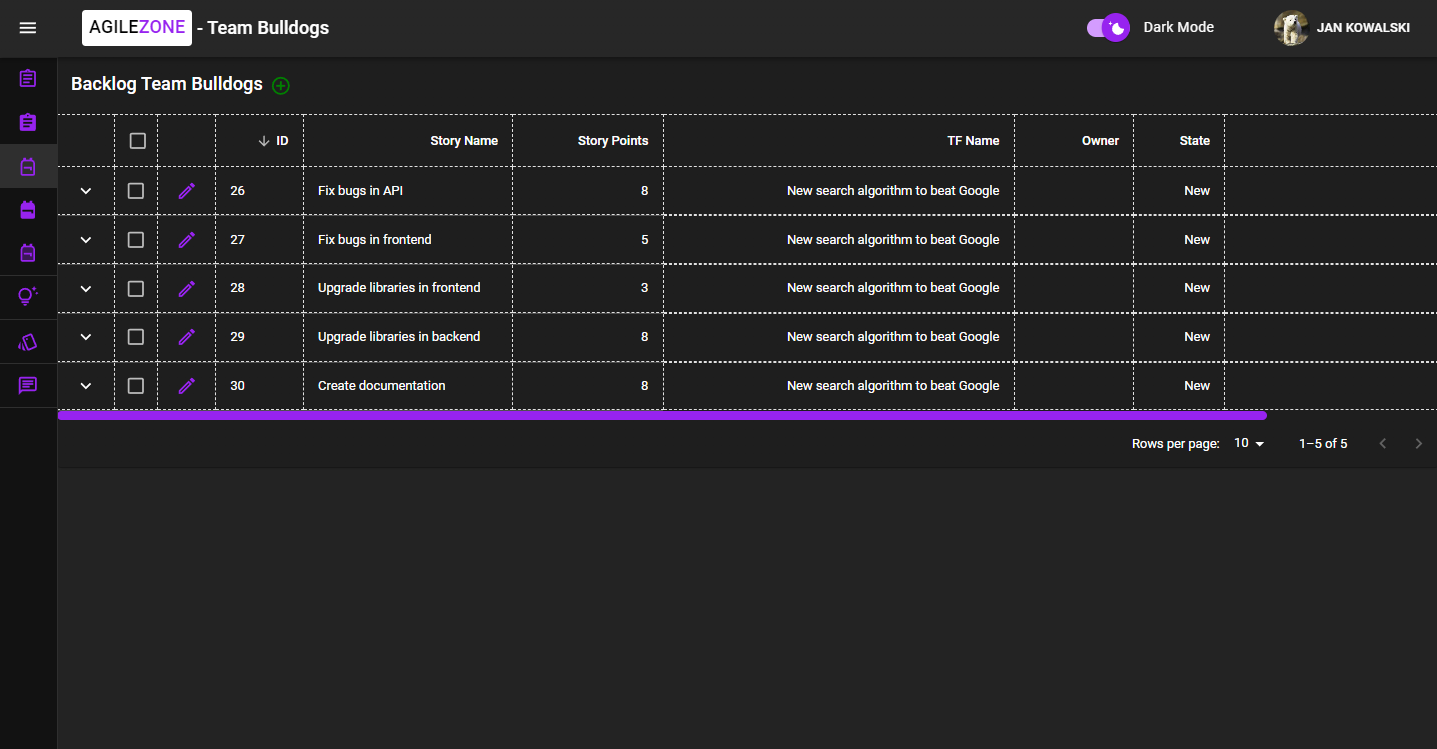 AGILEZONE - Team Bulldogs Dark Mode JAN KOWALSKI
Backlog Team Bulldogs
ID Story Name Story Points TF Name Owner State
26 Fix bugs in API 8 New search algorithm to beat Google New
27 Fix bugs in frontend 5 New search algorithm to beat Google New
28 Upgrade libraries in frontend 3 New search algorithm to beat Google New
29 Upgrade libraries in backend 8 New search algorithm to beat Google New
30 Create documentation 8 New search algorithm to beat Google New
Rows per page: 10 1–5 of 5